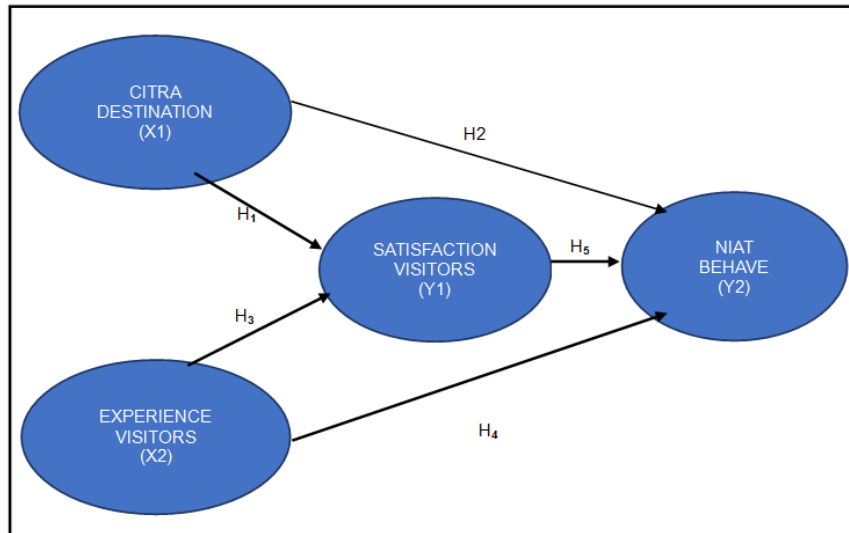 CITRA
DESTINATION
(X1)
H2
H₁
SATISFACTION
VISITORS
(Y1)
H₅
NIAT
BEHAVE
(Y2)
H₃
EXPERIENCE
VISITORS
(X2)
H₄